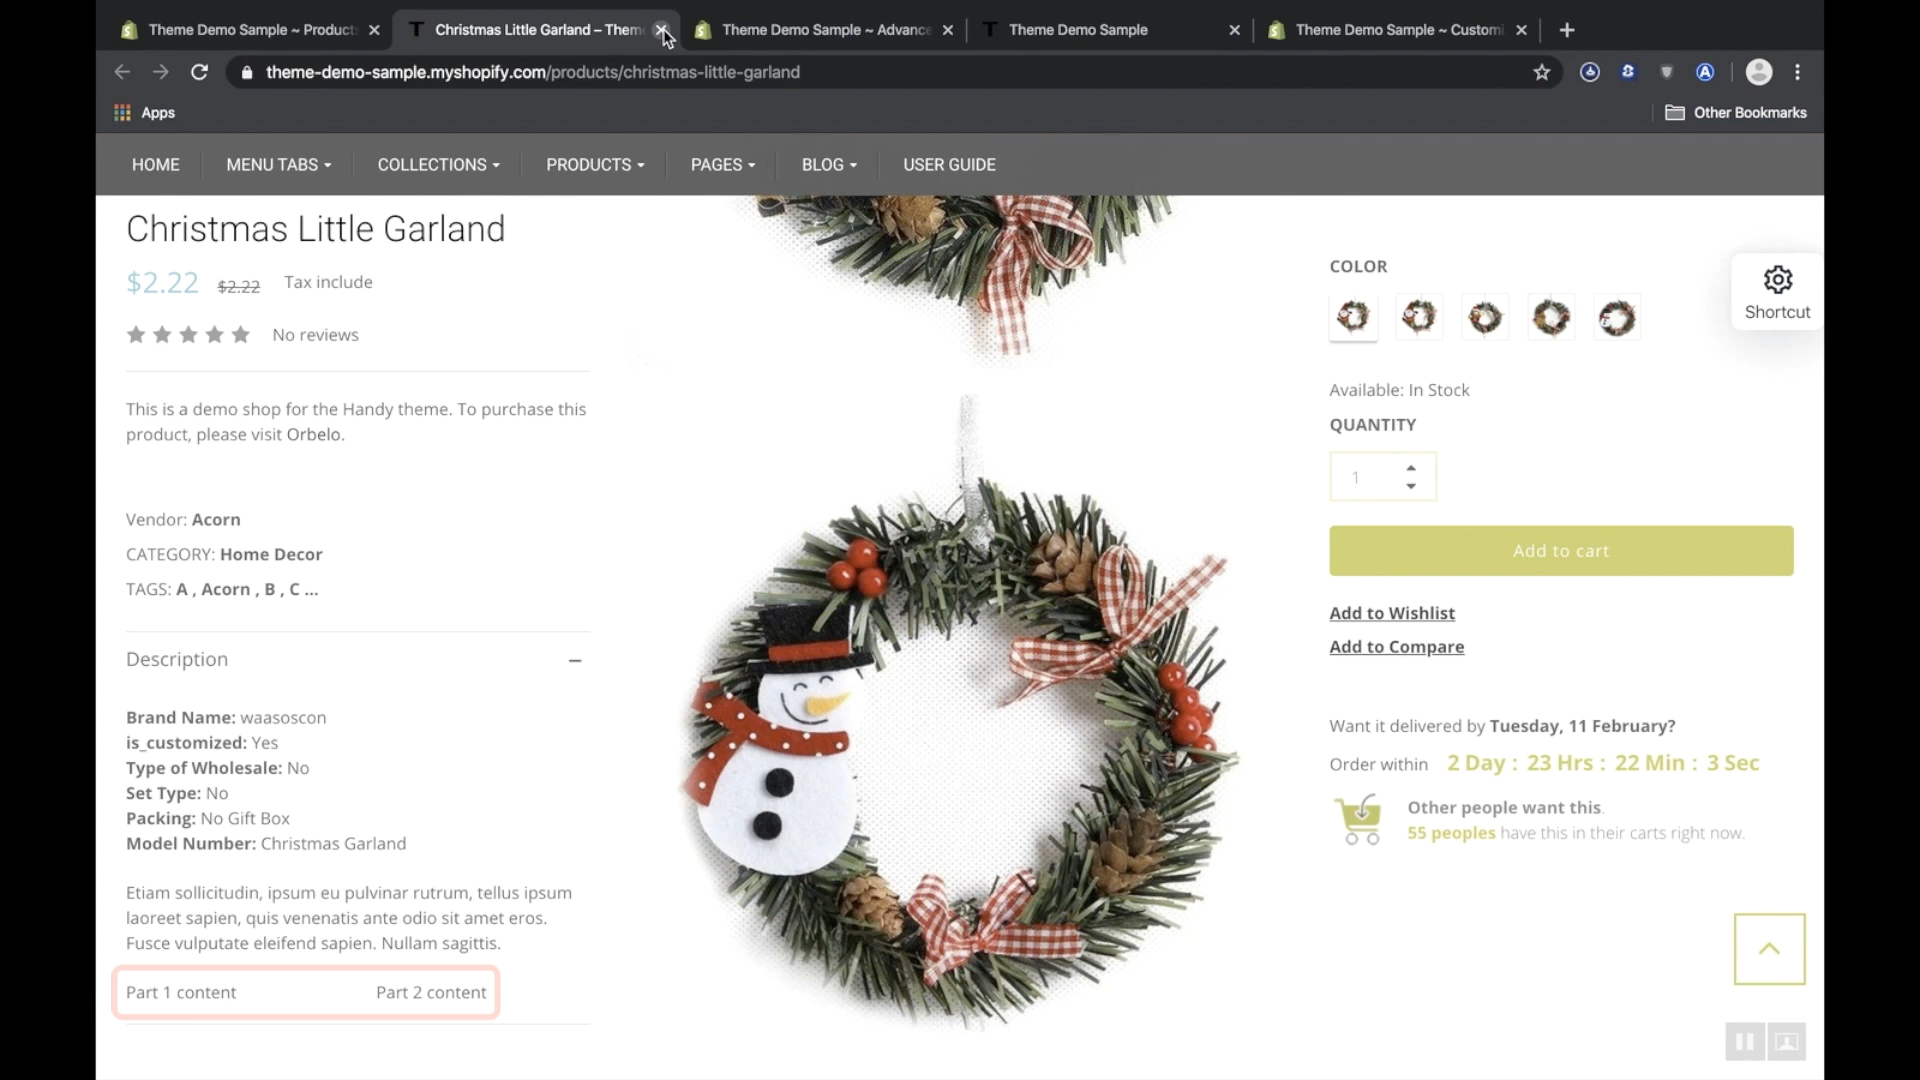 Theme Demo Sample ~ Products
Christmas Little Garland – Them
Theme Demo Sample ~ Advance
Theme Demo Sample
Theme Demo Sample ~ Customi
theme-demo-sample.myshopify.com/products/christmas-little-garland
Apps
Other Bookmarks
HOME
MENU TABS
COLLECTIONS
PRODUCTS
PAGES
BLOG
USER GUIDE
Christmas Little Garland
$2.22 $2.22 Tax include
No reviews
This is a demo shop for the Handy theme. To purchase this
product, please visit Orbelo.
Vendor: Acorn
CATEGORY: Home Decor
TAGS: A , Acorn , B , C ...
Description
Brand Name: waasoscon
is_customized: Yes
Type of Wholesale: No
Set Type: No
Packing: No Gift Box
Model Number: Christmas Garland
Etiam sollicitudin, ipsum eu pulvinar rutrum, tellus ipsum
laoreet sapien, quis venenatis ante odio sit amet eros.
Fusce vulputate eleifend sapien. Nullam sagittis.
Part 1 content Part 2 content
COLOR
Available: In Stock
QUANTITY
1
Add to cart
Add to Wishlist
Add to Compare
Want it delivered by Tuesday, 11 February?
Order within 2 Day : 23 Hrs : 22 Min : 3 Sec
Other people want this.
55 peoples have this in their carts right now.
Shortcut